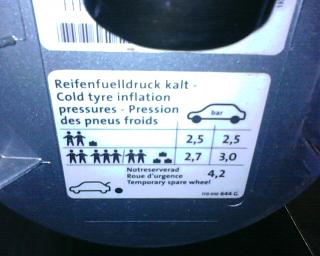 Reifenfuelldruck kalt -
Cold tyre inflation
pressures - Pression
des pneus froids
bar
2,5 2,5
2,7 3,0
Notreserverad
Roue d'urgence 4,2
Temporary spare wheel
644 G